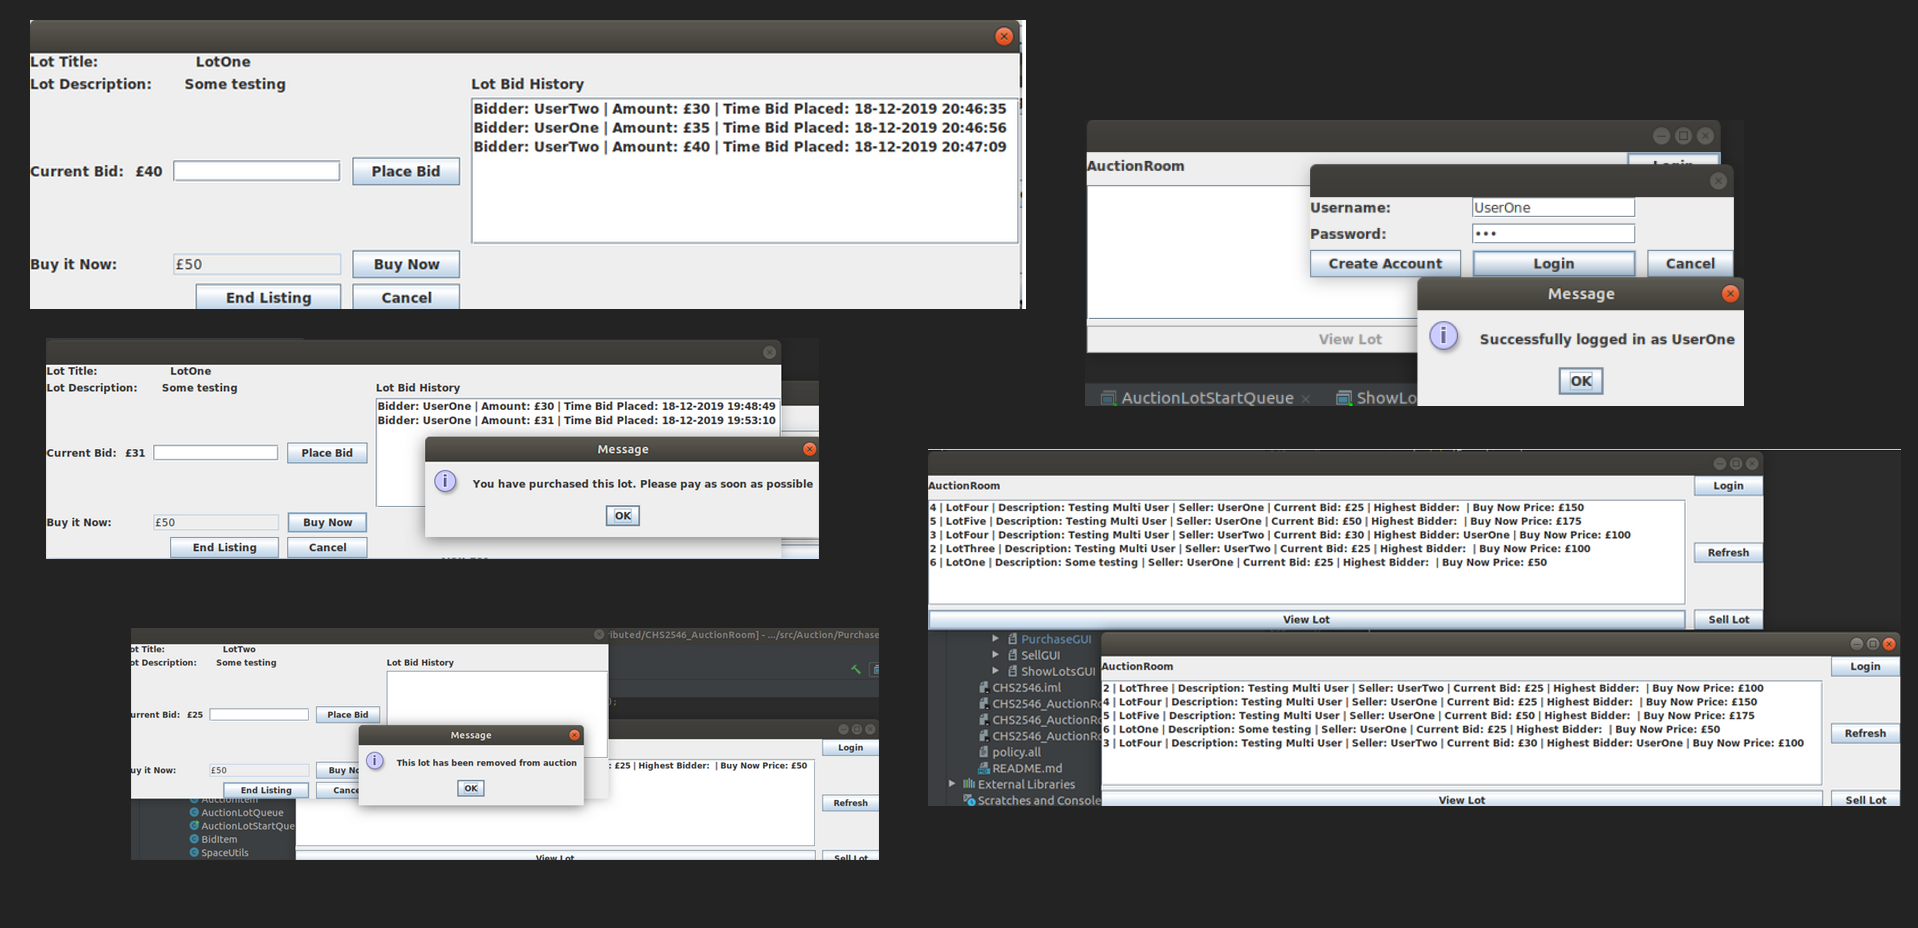 Lot Title: LotOne
Lot Description: Some testing
Lot Bid History
Bidder: UserTwo | Amount: £30 | Time Bid Placed: 18-12-2019 20:46:35
Bidder: UserOne | Amount: £35 | Time Bid Placed: 18-12-2019 20:46:56
Bidder: UserTwo | Amount: £40 | Time Bid Placed: 18-12-2019 20:47:09
Current Bid: £40
Place Bid
Buy it Now: £50
Buy Now
End Listing
Cancel
AuctionRoom
Login
Username: UserOne
Password: •••
Create Account
Login
Cancel
Message
Successfully logged in as UserOne
OK
View Lot
AuctionLotStartQueue
ShowLo
Lot Title: LotOne
Lot Description: Some testing
Lot Bid History
Bidder: UserOne | Amount: £30 | Time Bid Placed: 18-12-2019 19:48:49
Bidder: UserOne | Amount: £31 | Time Bid Placed: 18-12-2019 19:53:10
Current Bid: £31
Place Bid
Message
You have purchased this lot. Please pay as soon as possible
OK
Buy it Now: £50
Buy Now
End Listing
Cancel
AuctionRoom
Login
4 | LotFour | Description: Testing Multi User | Seller: UserOne | Current Bid: £25 | Highest Bidder: | Buy Now Price: £150
5 | LotFive | Description: Testing Multi User | Seller: UserOne | Current Bid: £50 | Highest Bidder: | Buy Now Price: £175
3 | LotFour | Description: Testing Multi User | Seller: UserTwo | Current Bid: £30 | Highest Bidder: UserOne | Buy Now Price: £100
2 | LotThree | Description: Testing Multi User | Seller: UserTwo | Current Bid: £25 | Highest Bidder: | Buy Now Price: £100
6 | LotOne | Description: Some testing | Seller: UserOne | Current Bid: £25 | Highest Bidder: | Buy Now Price: £50
Refresh
View Lot
Sell Lot
PurchaseGUI
SellGUI
ShowLotsGUI
CHS2546.iml
CHS2546_AuctionRo
CHS2546_AuctionRo
CHS2546_AuctionRo
policy.all
README.md
External Libraries
Scratches and Console
AuctionRoom
Login
2 | LotThree | Description: Testing Multi User | Seller: UserTwo | Current Bid: £25 | Highest Bidder: | Buy Now Price: £100
4 | LotFour | Description: Testing Multi User | Seller: UserOne | Current Bid: £25 | Highest Bidder: | Buy Now Price: £150
5 | LotFive | Description: Testing Multi User | Seller: UserOne | Current Bid: £50 | Highest Bidder: | Buy Now Price: £175
6 | LotOne | Description: Some testing | Seller: UserOne | Current Bid: £25 | Highest Bidder: | Buy Now Price: £50
3 | LotFour | Description: Testing Multi User | Seller: UserTwo | Current Bid: £30 | Highest Bidder: UserOne | Buy Now Price: £100
Refresh
View Lot
Sell Lot
ributed/CHS2546_AuctionRoom] - .../src/Auction/Purchase
ot Title: LotTwo
ot Description: Some testing
Lot Bid History
urrent Bid: £25
Place Bid
Message
This lot has been removed from auction
OK
uy it Now: £50
Buy No
End Listing
Cance
Login
: £25 | Highest Bidder: | Buy Now Price: £50
Refresh
AuctionItem
AuctionLotQueue
AuctionLotStartQue
BidItem
SpaceUtils
View Lot
Sell Lot